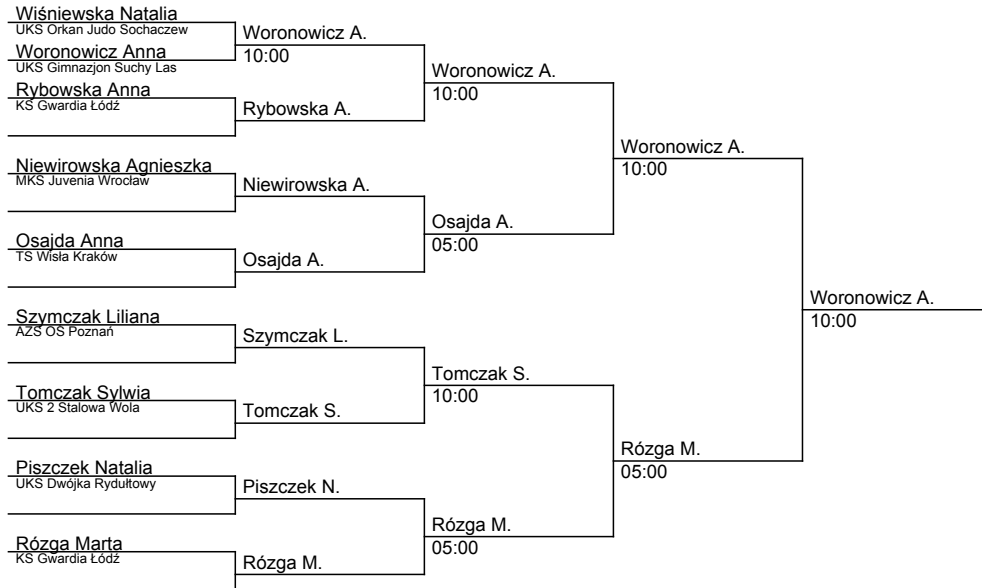 Wiśniewska Natalia
UKS Orkan Judo Sochaczew
Woronowicz Anna
UKS Gimnazjon Suchy Las
Rybowska Anna
KS Gwardia Łódź
Niewirowska Agnieszka
MKS Juvenia Wrocław
Osajda Anna
TS Wisła Kraków
Szymczak Liliana
AZS OŚ Poznań
Tomczak Sylwia
UKS 2 Stalowa Wola
Piszczek Natalia
UKS Dwójka Rydułtowy
Rózga Marta
KS Gwardia Łódź
Woronowicz A.
10:00
Rybowska A.
Niewirowska A.
Osajda A.
Szymczak L.
Tomczak S.
Piszczek N.
Rózga M.
Woronowicz A.
10:00
Osajda A.
05:00
Tomczak S.
10:00
Rózga M.
05:00
Woronowicz A.
10:00
Rózga M.
05:00
Woronowicz A.
10:00